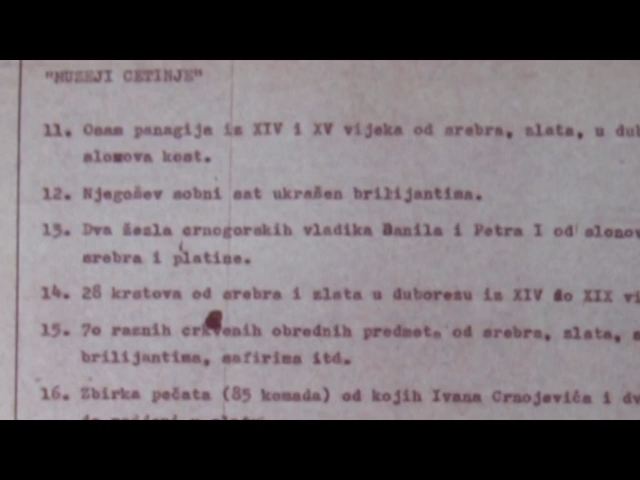 "MUZEJI CETINJE"
11. Osam panagija iz XIV i XV vijeka od srebra, zlata, u
slonova kost.
12. Njegošev sobni sat ukrašen brilijantima.
13. Dva žezla crnogorskih vladika Danila i Petra I od
srebra i platine.
14. 28 krstova od srebra i zlata u duborezu iz XIV do XIX
15. 7o raznih crkvenih obrednih predmeta od srebra, zlata,
brilijantima, safirima itd.
16. Zbirka pečata (85 komada) od kojih Ivana Crnojevića i